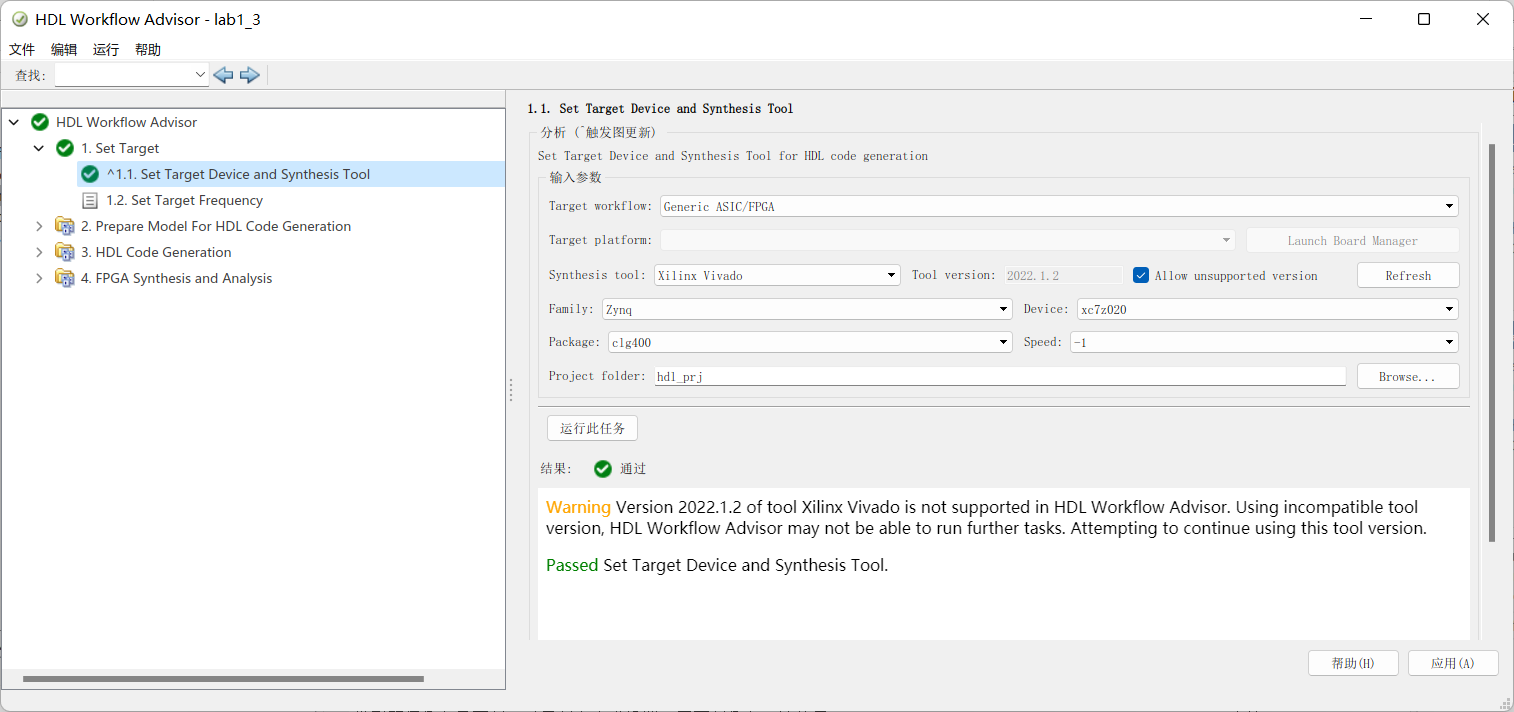 HDL Workflow Advisor - lab1_3
文件 编辑 运行 帮助
查找:
HDL Workflow Advisor
1. Set Target
^1.1. Set Target Device and Synthesis Tool
1.2. Set Target Frequency
2. Prepare Model For HDL Code Generation
3. HDL Code Generation
4. FPGA Synthesis and Analysis
1.1. Set Target Device and Synthesis Tool
分析 (^触发图更新)
Set Target Device and Synthesis Tool for HDL code generation
输入参数
Target workflow: Generic ASIC/FPGA
Target platform: Launch Board Manager
Synthesis tool: Xilinx Vivado Tool version: 2022.1.2 Allow unsupported version Refresh
Family: Zynq Device: xc7z020
Package: clg400 Speed: -1
Project folder: hdl_prj Browse...
运行此任务
结果: 通过
Warning Version 2022.1.2 of tool Xilinx Vivado is not supported in HDL Workflow Advisor. Using incompatible tool
version, HDL Workflow Advisor may not be able to run further tasks. Attempting to continue using this tool version.
Passed Set Target Device and Synthesis Tool.
帮助(H) 应用(A)